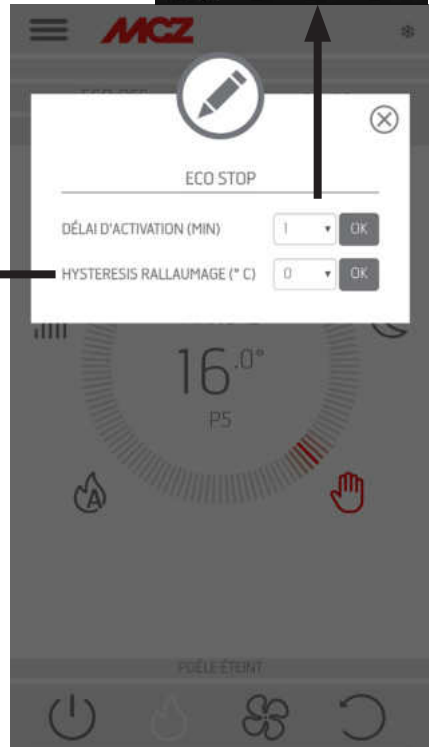 MCZ
ECO STOP
DÉLAI D'ACTIVATION (MIN) 1 OK
HYSTERESIS RALLAUMAGE (° C) 0 OK
16.0°
P5
A
POÊLE ÉTEINT